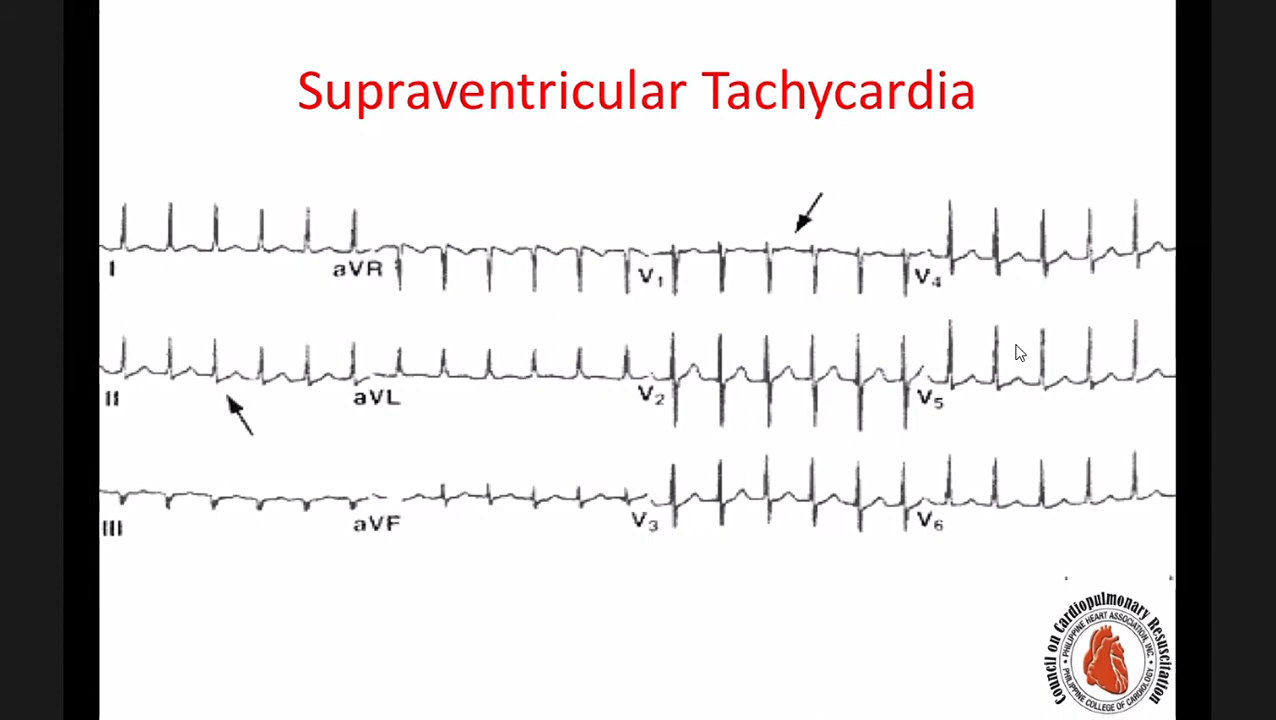 Supraventricular Tachycardia
I
aVR
V1
V4
II
aVL
V2
V5
III
aVF
V3
V6
Council on Cardiopulmonary Resuscitation
PHILIPPINE HEART ASSOCIATION, INC.
PHILIPPINE COLLEGE OF CARDIOLOGY